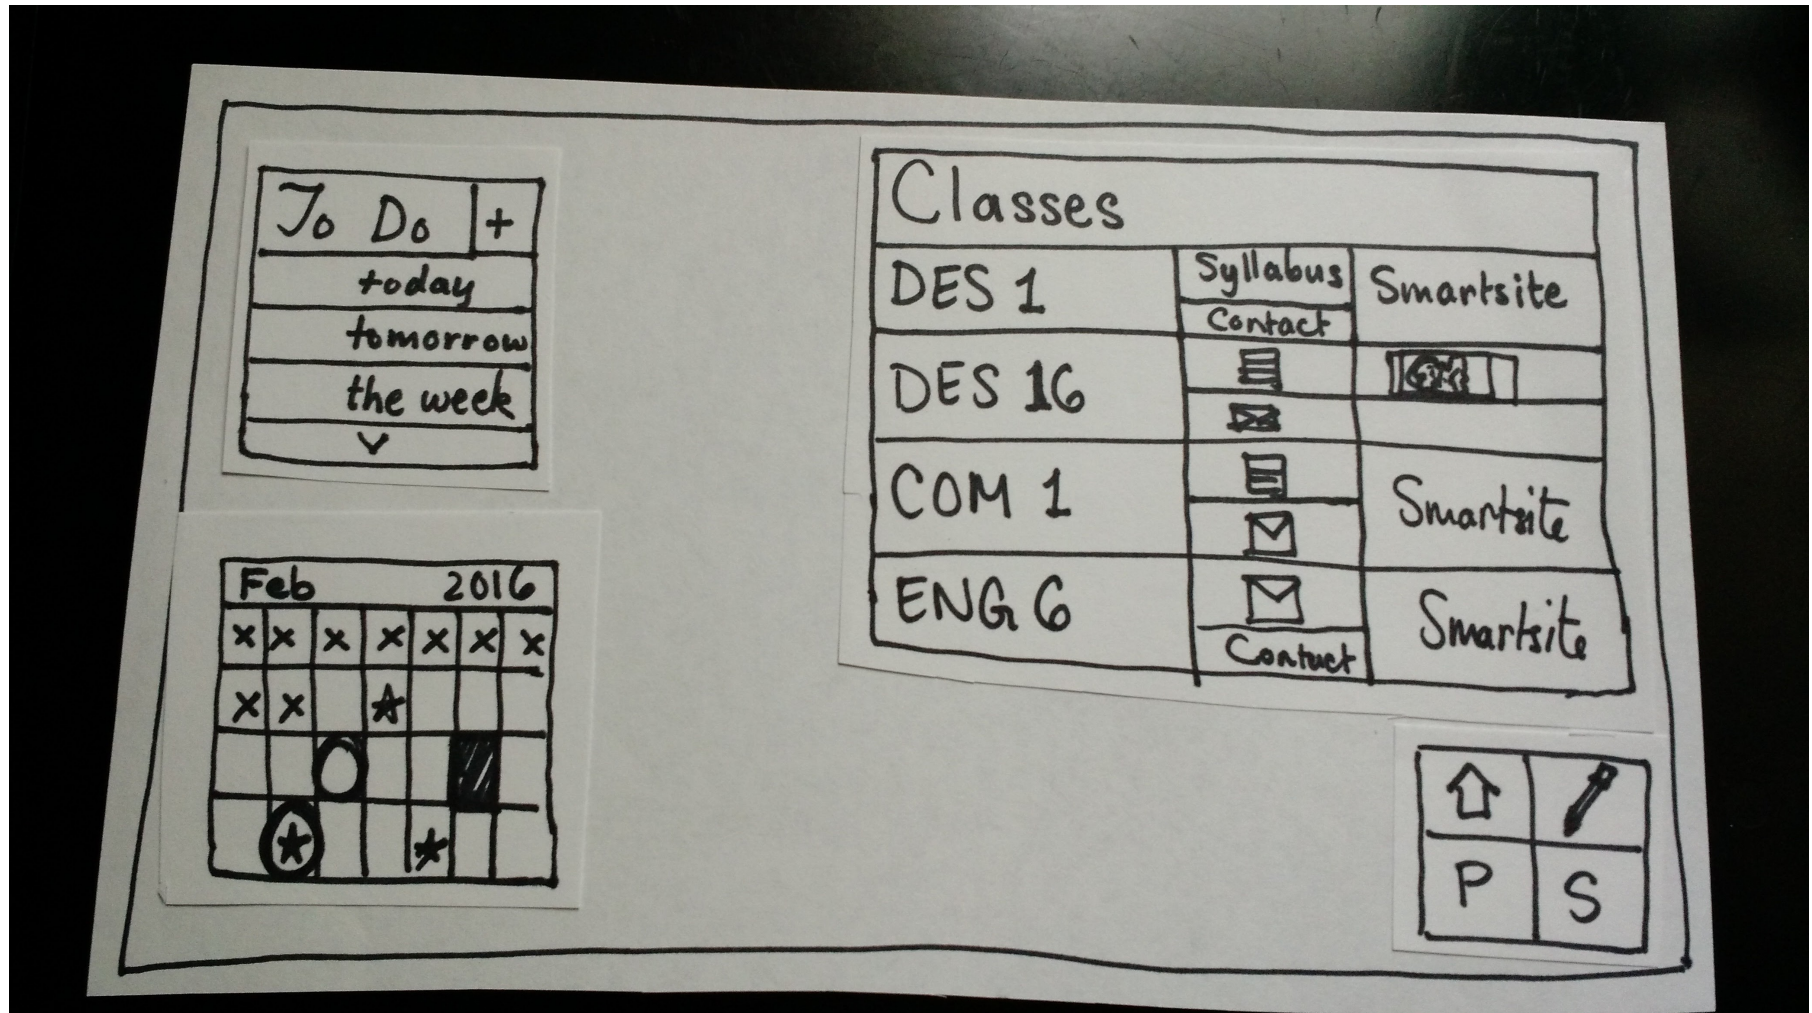 To Do +
today
tomorrow
the week
Feb 2016
x x x x x x x
x x
Classes
DES 1 Syllabus Smartsite
Contact
DES 16
COM 1 Smartsite
ENG 6 Smartsite
Contact
P S